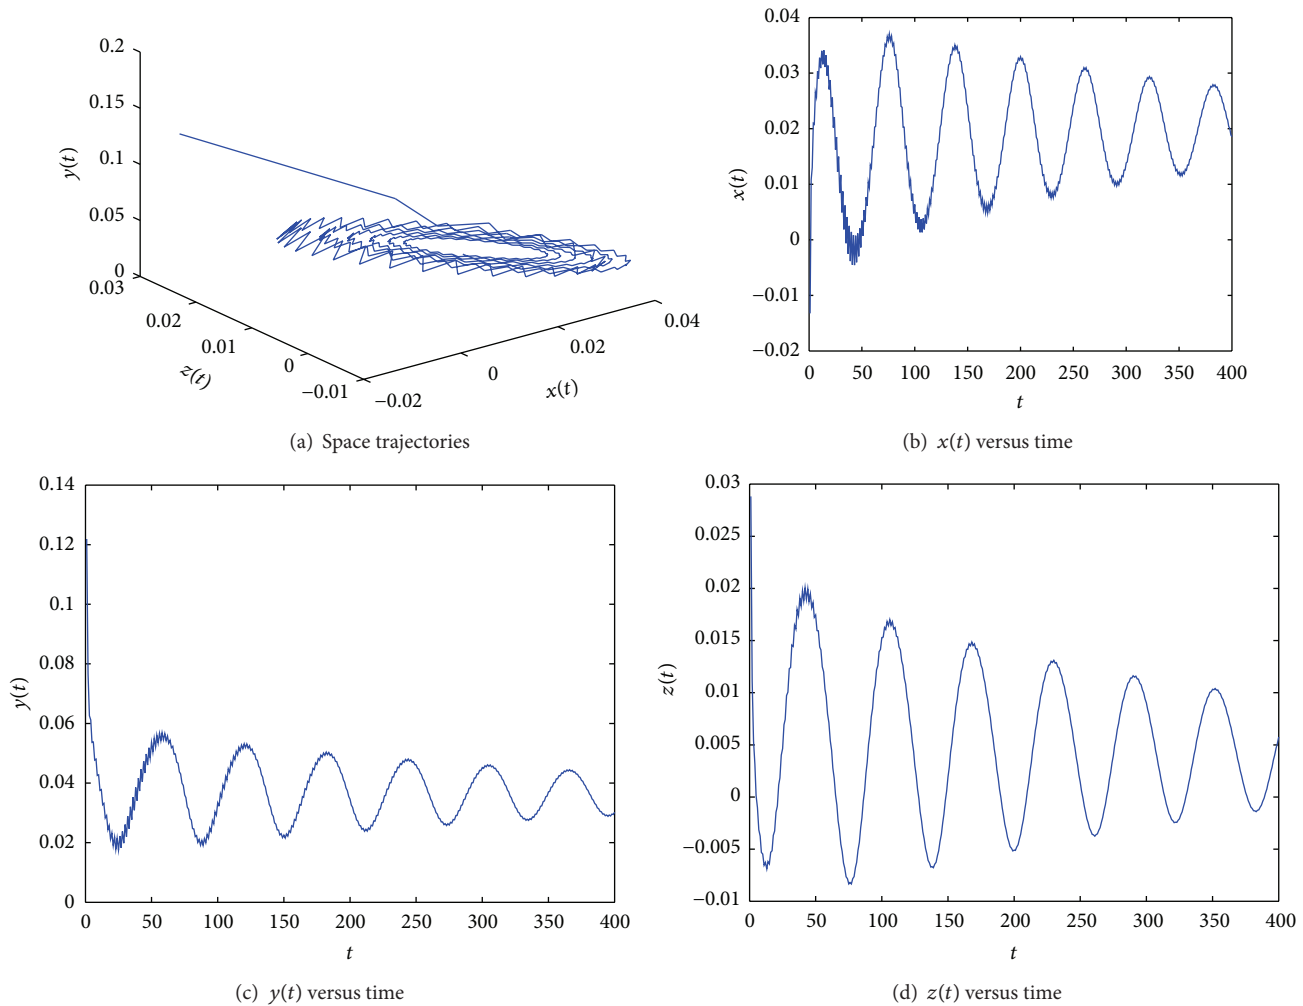 0.2
0.15
0.1
0.05
0
y(t)
0.03
0.02
0.01
0
−0.01
z(t)
−0.02
0
0.02
0.04
x(t)
(a) Space trajectories
0.04
0.03
0.02
0.01
0
−0.01
−0.02
x(t)
0 50 100 150 200 250 300 350 400
t
(b) x(t) versus time
0.14
0.12
0.1
0.08
0.06
0.04
0.02
0
y(t)
0 50 100 150 200 250 300 350 400
t
(c) y(t) versus time
0.03
0.025
0.02
0.015
0.01
0.005
0
−0.005
−0.01
z(t)
0 50 100 150 200 250 300 350 400
t
(d) z(t) versus time